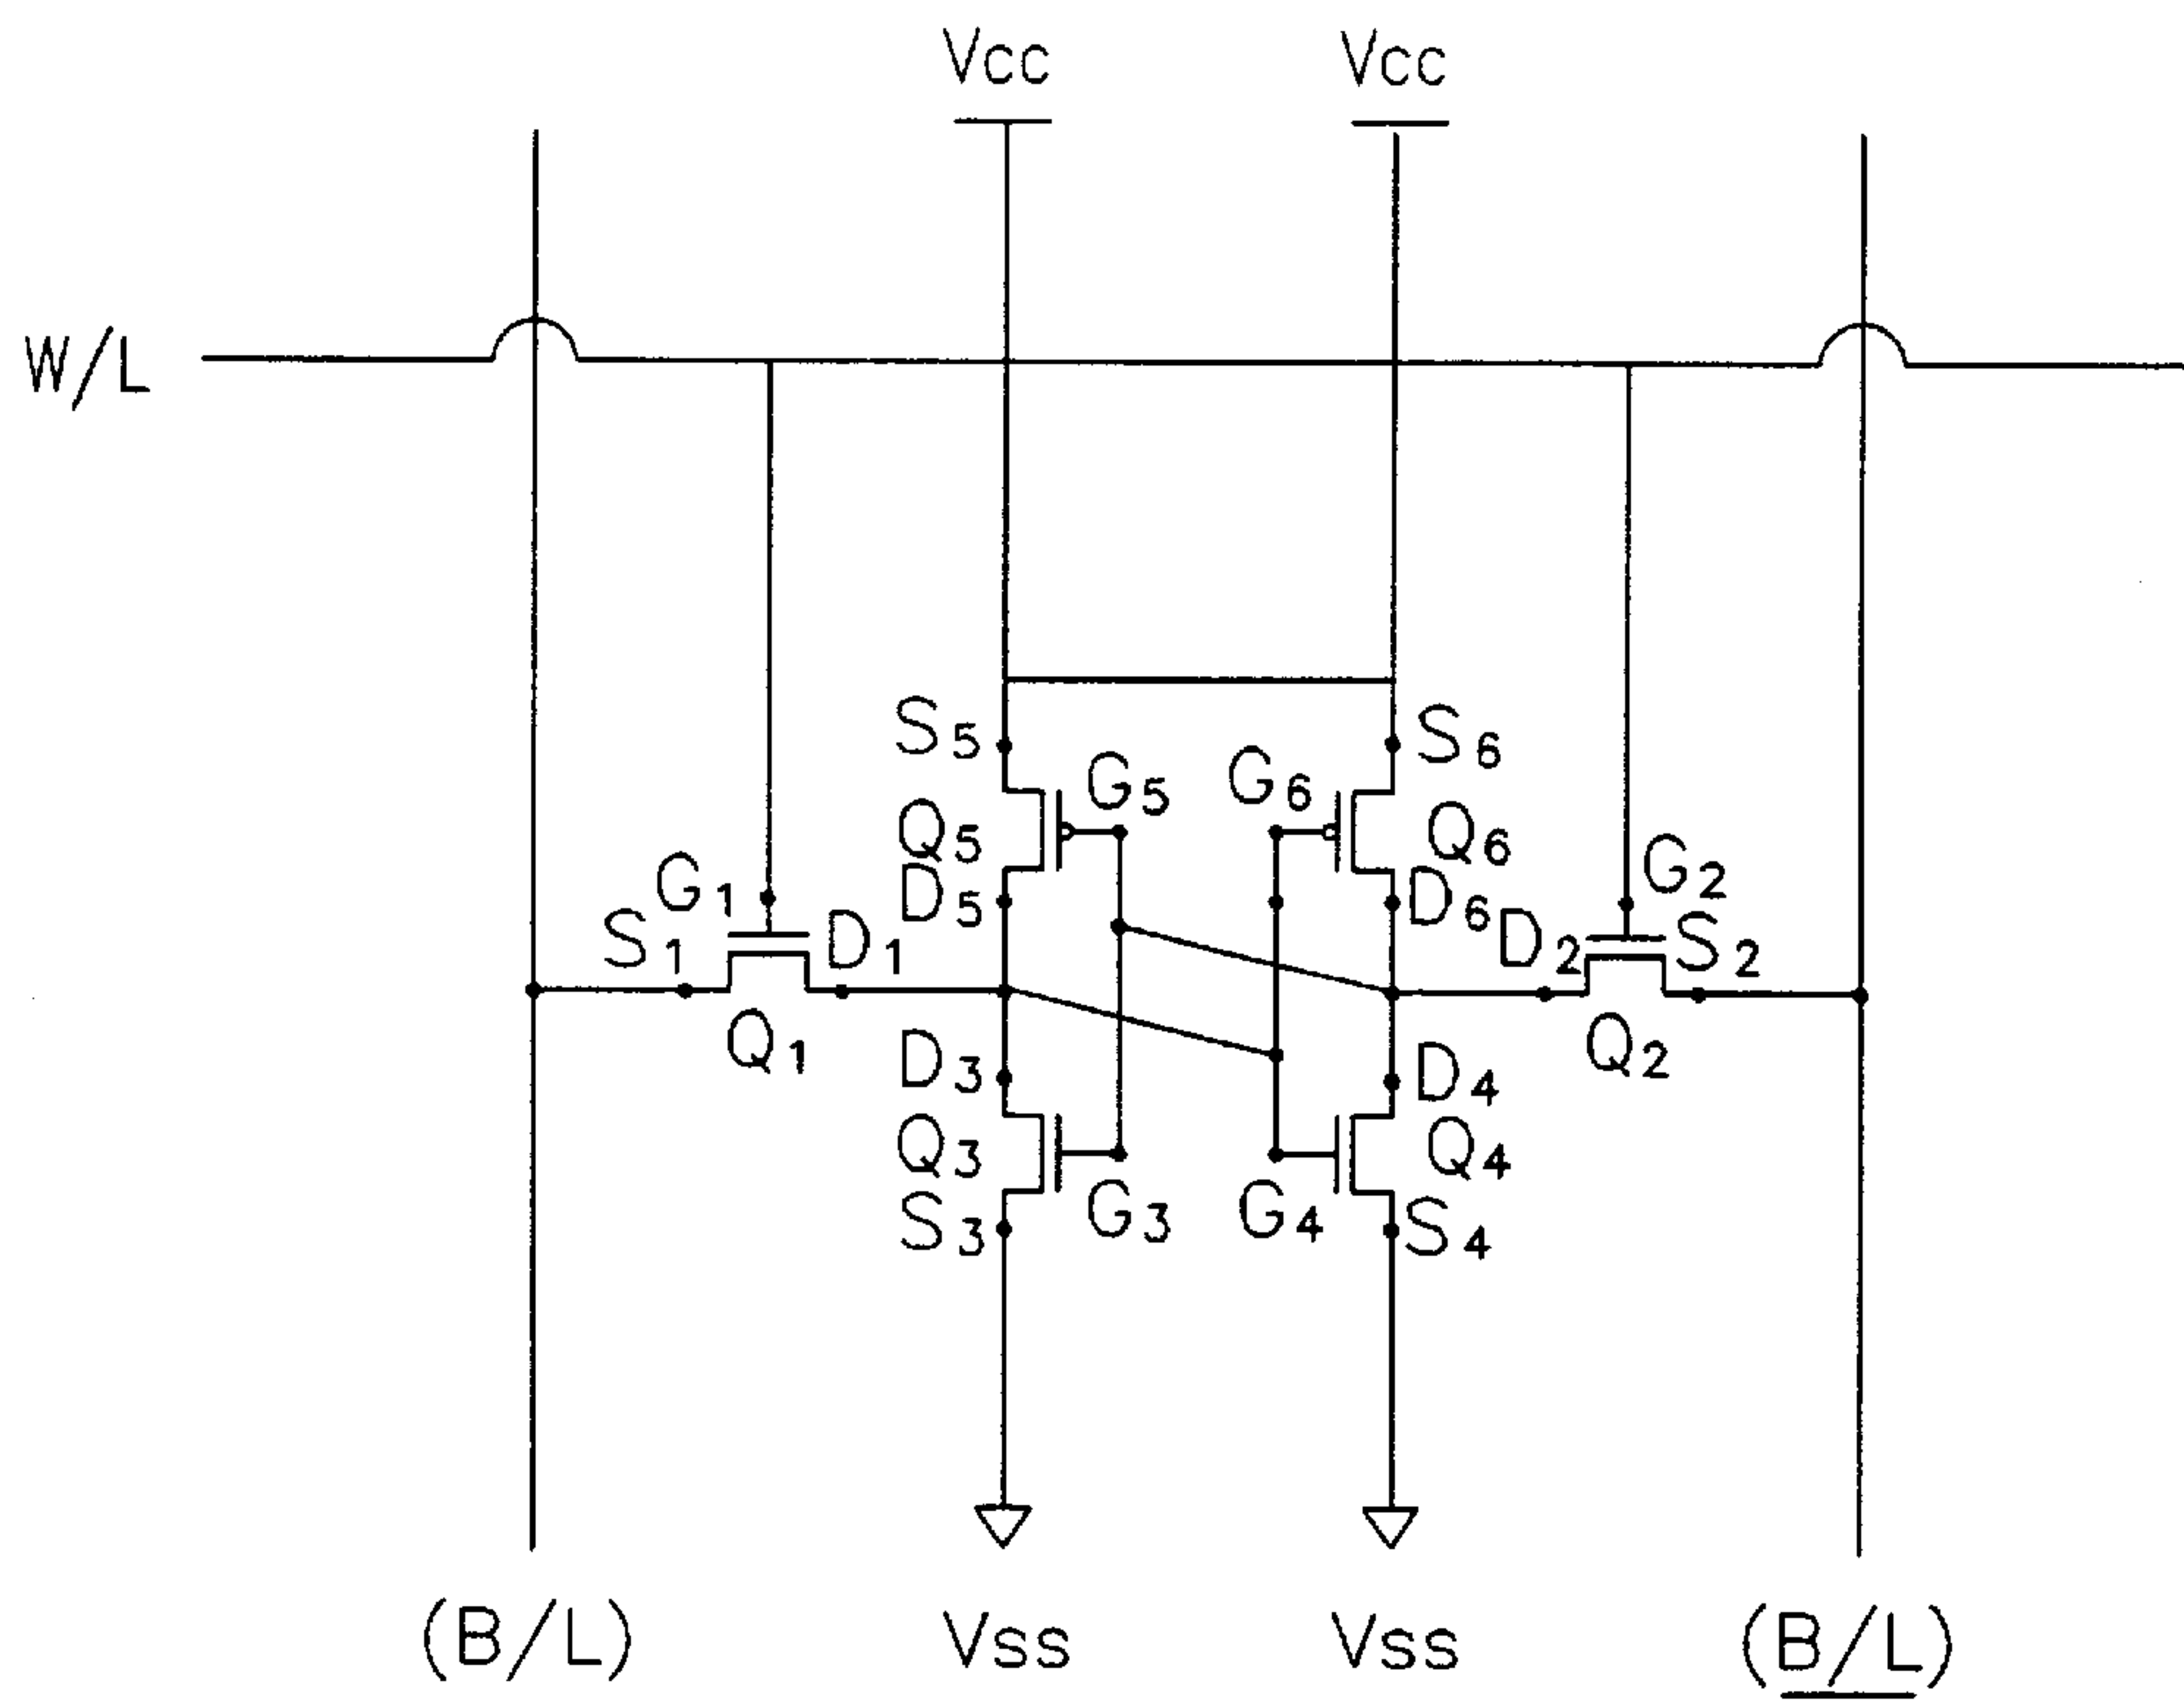 Vcc Vcc
W/L
S5 S6
G5 G6
Q5 Q6
G1 D5 D6 G2
S1 D1 D2 S2
Q1 D3 D4 Q2
Q3 Q4
S3 G3 G4 S4
(B/L) Vss Vss (B/L)